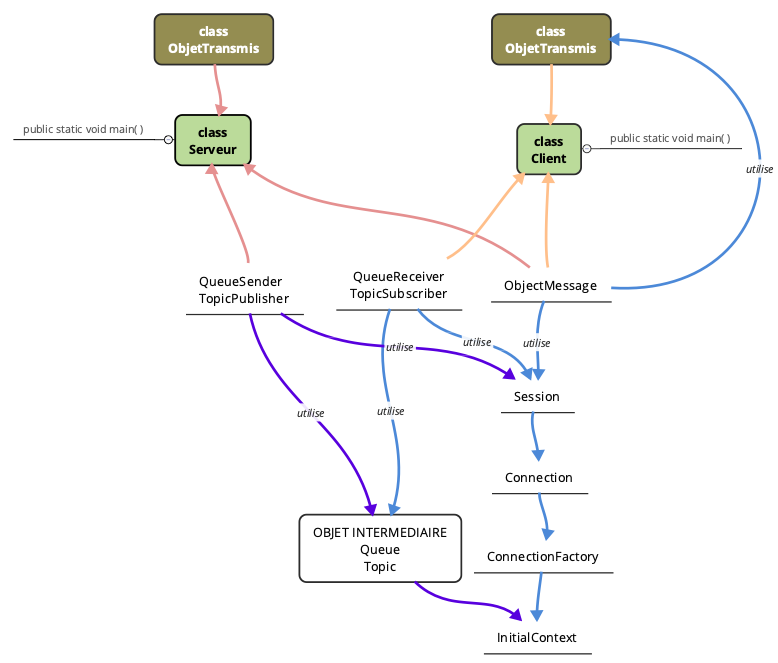 class
ObjetTransmis
class
ObjetTransmis
public static void main( )
class
Serveur
class
Client
public static void main( )
utilise
QueueSender
TopicPublisher
QueueReceiver
TopicSubscriber
ObjectMessage
utilise
utilise
utilise
Session
utilise
utilise
Connection
OBJET INTERMEDIAIRE
Queue
Topic
ConnectionFactory
InitialContext